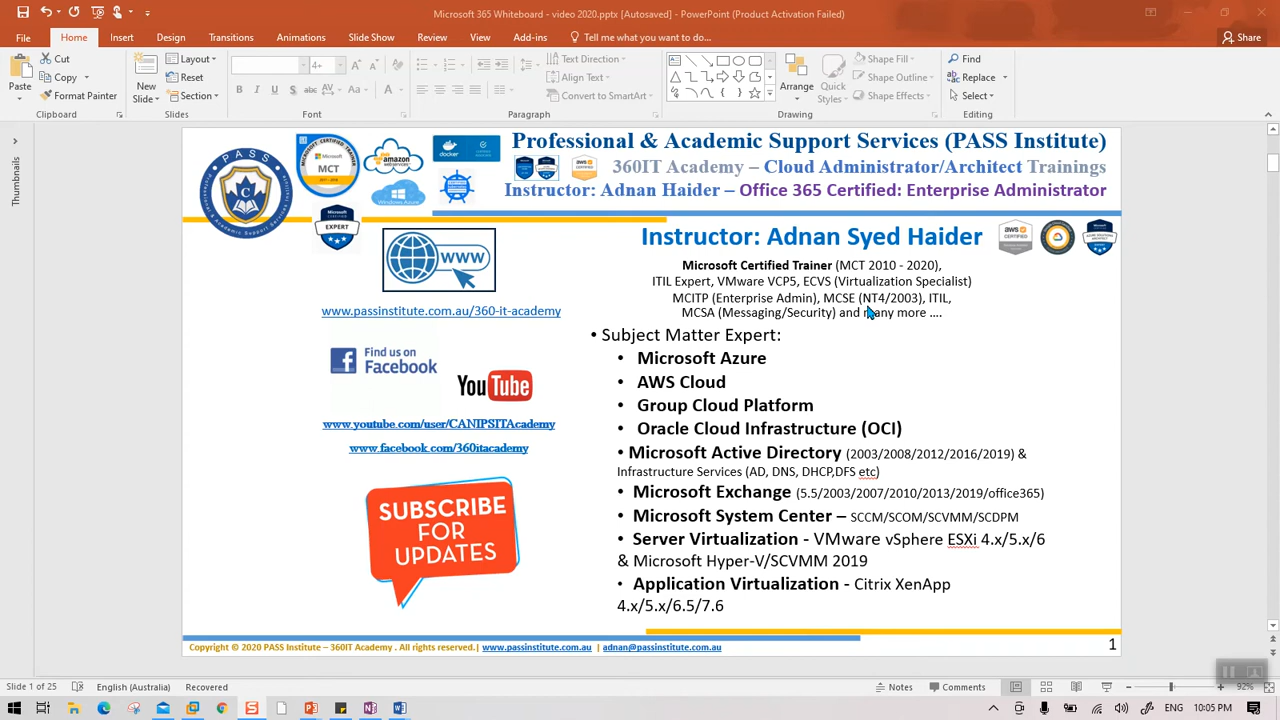 Microsoft 365 Whiteboard - video 2020.pptx [Autosaved] - PowerPoint (Product Activation Failed)
File Home Insert Design Transitions Animations Slide Show Review View Add-ins Tell me what you want to do... Share
Cut
Copy
Format Painter
Paste
New
Slide
Layout
Reset
Section
4+
Text Direction
Align Text
Convert to SmartArt
Arrange
Quick
Styles
Shape Fill
Shape Outline
Shape Effects
Find
Replace
Select
Clipboard Slides Font Paragraph Drawing Editing
Thumbnails
Professional & Academic Support Services (PASS Institute)
360IT Academy – Cloud Administrator/Architect Trainings
Instructor: Adnan Haider – Office 365 Certified: Enterprise Administrator
PASS
Microsoft
MCT
amazon
docker
Windows Azure
EXPERT
www
www.passinstitute.com.au/360-it-academy
Find us on
Facebook
YouTube
www.youtube.com/user/CANIPSITAcademy
www.facebook.com/360itacademy
SUBSCRIBE
FOR
UPDATES
Instructor: Adnan Syed Haider
aws
Microsoft Certified Trainer (MCT 2010 - 2020),
ITIL Expert, VMware VCP5, ECVS (Virtualization Specialist)
MCITP (Enterprise Admin), MCSE (NT4/2003), ITIL,
MCSA (Messaging/Security) and many more ....
• Subject Matter Expert:
• Microsoft Azure
• AWS Cloud
• Group Cloud Platform
• Oracle Cloud Infrastructure (OCI)
• Microsoft Active Directory (2003/2008/2012/2016/2019) &
Infrastructure Services (AD, DNS, DHCP,DFS etc)
• Microsoft Exchange (5.5/2003/2007/2010/2013/2019/office365)
• Microsoft System Center – SCCM/SCOM/SCVMM/SCDPM
• Server Virtualization - VMware vSphere ESXi 4.x/5.x/6
& Microsoft Hyper-V/SCVMM 2019
• Application Virtualization - Citrix XenApp
4.x/5.x/6.5/7.6
Copyright © 2020 PASS Institute – 360IT Academy . All rights reserved.| www.passinstitute.com.au | adnan@passinstitute.com.au
1
Slide 1 of 25 English (Australia) Recovered Notes Comments 92%
10:05 PM